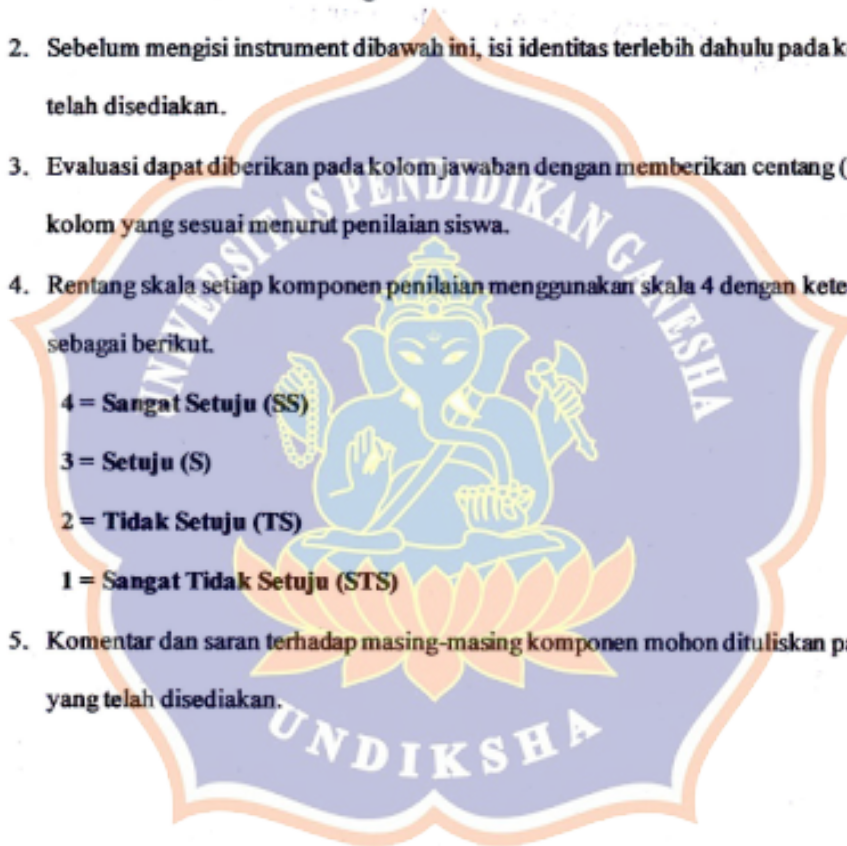 2. Sebelum mengisi instrument dibawah ini, isi identitas terlebih dahulu pada k
telah disediakan.
3. Evaluasi dapat diberikan pada kolom jawaban dengan memberikan centang (
kolom yang sesuai menurut penilaian siswa.
4. Rentang skala setiap komponen penilaian menggunakan skala 4 dengan kete
sebagai berikut.
4 = Sangat Setuju (SS)
3 = Setuju (S)
2 = Tidak Setuju (TS)
1 = Sangat Tidak Setuju (STS)
5. Komentar dan saran terhadap masing-masing komponen mohon dituliskan pa
yang telah disediakan.
UNIVERSITAS PENDIDIKAN GANESHA
UNDIKSHA